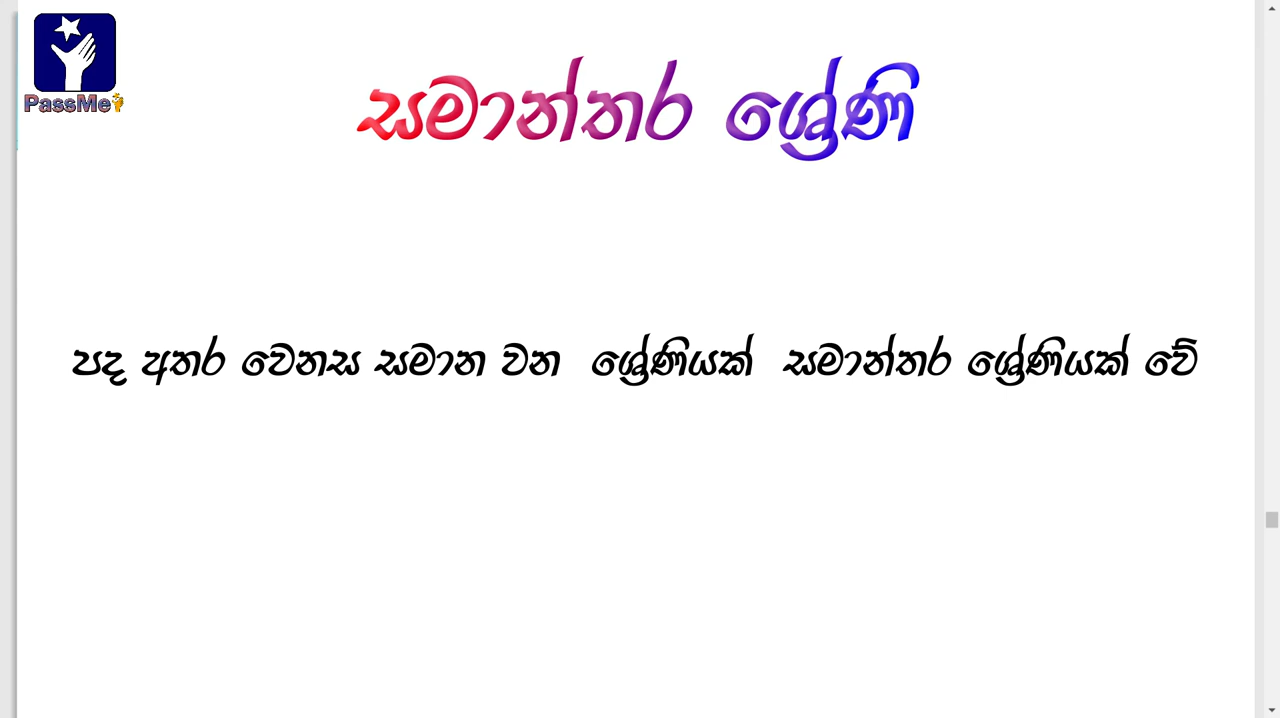 PassMe
සමාන්තර ශ්‍රේණි
පද අතර වෙනස සමාන වන ශ්‍රේණියක් සමාන්තර ශ්‍රේණියක් වේ